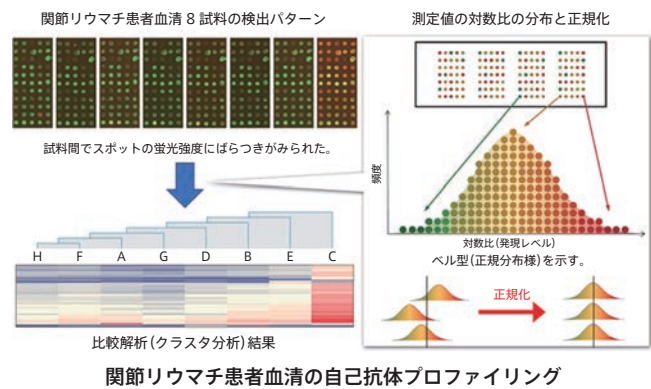 関節リウマチ患者血清8試料の検出パターン
試料間でスポットの蛍光強度にばらつきがみられた。
H F A G D B E C
比較解析(クラスタ分析)結果
測定値の対数比の分布と正規化
頻度
対数比(発現レベル)
ベル型(正規分布様)を示す。
正規化
関節リウマチ患者血清の自己抗体プロファイリング